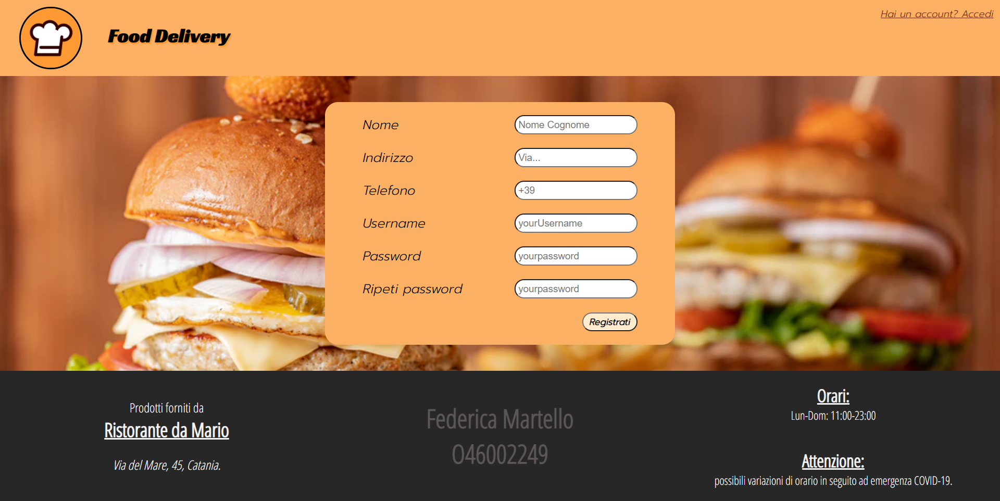 Food Delivery
Hai un account? Accedi
Nome
Nome Cognome
Indirizzo
Via...
Telefono
+39
Username
yourUsername
Password
yourpassword
Ripeti password
yourpassword
Registrati
Prodotti forniti da
Ristorante da Mario
Via del Mare, 45, Catania.
Federica Martello
O46002249
Orari:
Lun-Dom: 11:00-23:00
Attenzione:
possibili variazioni di orario in seguito ad emergenza COVID-19.